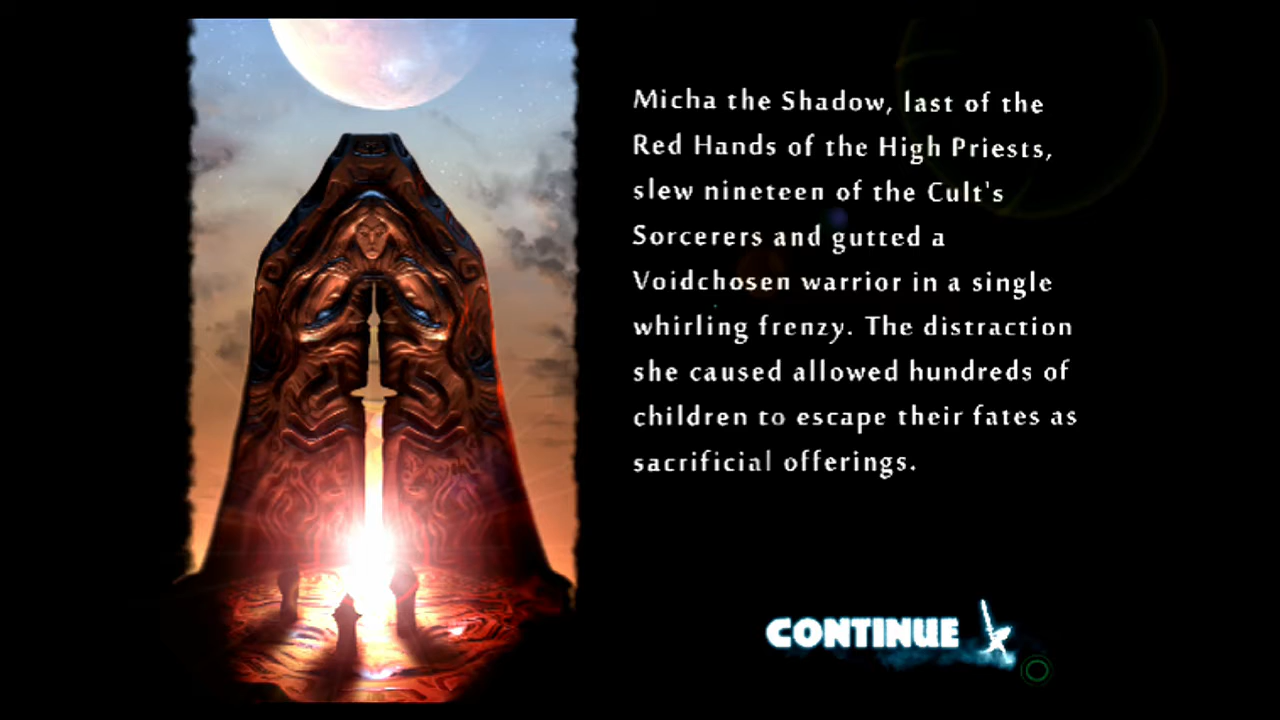 Micha the Shadow, last of the
Red Hands of the High Priests,
slew nineteen of the Cult's
Sorcerers and gutted a
Voidchosen warrior in a single
whirling frenzy. The distraction
she caused allowed hundreds of
children to escape their fates as
sacrificial offerings.
CONTINUE